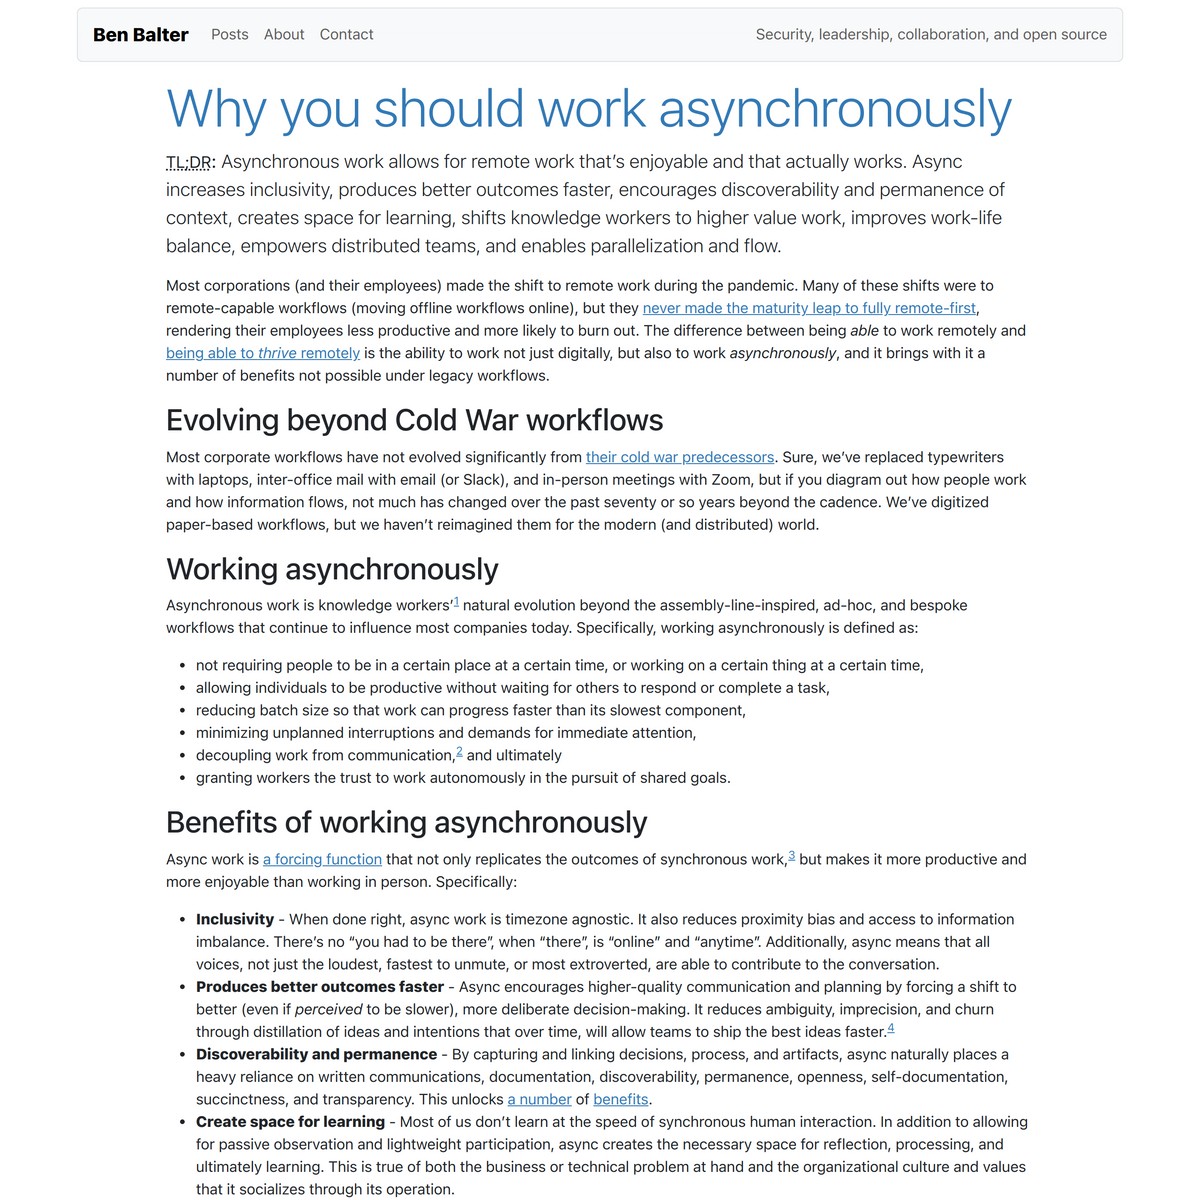 Ben Balter Posts About Contact Security, leadership, collaboration, and open source
Why you should work asynchronously
TL;DR: Asynchronous work allows for remote work that’s enjoyable and that actually works. Async
increases inclusivity, produces better outcomes faster, encourages discoverability and permanence of
context, creates space for learning, shifts knowledge workers to higher value work, improves work-life
balance, empowers distributed teams, and enables parallelization and flow.
Most corporations (and their employees) made the shift to remote work during the pandemic. Many of these shifts were to
remote-capable workflows (moving offline workflows online), but they never made the maturity leap to fully remote-first,
rendering their employees less productive and more likely to burn out. The difference between being able to work remotely and
being able to thrive remotely is the ability to work not just digitally, but also to work asynchronously, and it brings with it a
number of benefits not possible under legacy workflows.
Evolving beyond Cold War workflows
Most corporate workflows have not evolved significantly from their cold war predecessors. Sure, we’ve replaced typewriters
with laptops, inter-office mail with email (or Slack), and in-person meetings with Zoom, but if you diagram out how people work
and how information flows, not much has changed over the past seventy or so years beyond the cadence. We’ve digitized
paper-based workflows, but we haven’t reimagined them for the modern (and distributed) world.
Working asynchronously
Asynchronous work is knowledge workers’1 natural evolution beyond the assembly-line-inspired, ad-hoc, and bespoke
workflows that continue to influence most companies today. Specifically, working asynchronously is defined as:
• not requiring people to be in a certain place at a certain time, or working on a certain thing at a certain time,
• allowing individuals to be productive without waiting for others to respond or complete a task,
• reducing batch size so that work can progress faster than its slowest component,
• minimizing unplanned interruptions and demands for immediate attention,
• decoupling work from communication,2 and ultimately
• granting workers the trust to work autonomously in the pursuit of shared goals.
Benefits of working asynchronously
Async work is a forcing function that not only replicates the outcomes of synchronous work,3 but makes it more productive and
more enjoyable than working in person. Specifically:
• Inclusivity - When done right, async work is timezone agnostic. It also reduces proximity bias and access to information
imbalance. There’s no “you had to be there”, when “there”, is “online” and “anytime”. Additionally, async means that all
voices, not just the loudest, fastest to unmute, or most extroverted, are able to contribute to the conversation.
• Produces better outcomes faster - Async encourages higher-quality communication and planning by forcing a shift to
better (even if perceived to be slower), more deliberate decision-making. It reduces ambiguity, imprecision, and churn
through distillation of ideas and intentions that over time, will allow teams to ship the best ideas faster.4
• Discoverability and permanence - By capturing and linking decisions, process, and artifacts, async naturally places a
heavy reliance on written communications, documentation, discoverability, permanence, openness, self-documentation,
succinctness, and transparency. This unlocks a number of benefits.
• Create space for learning - Most of us don’t learn at the speed of synchronous human interaction. In addition to allowing
for passive observation and lightweight participation, async creates the necessary space for reflection, processing, and
ultimately learning. This is true of both the business or technical problem at hand and the organizational culture and values
that it socializes through its operation.